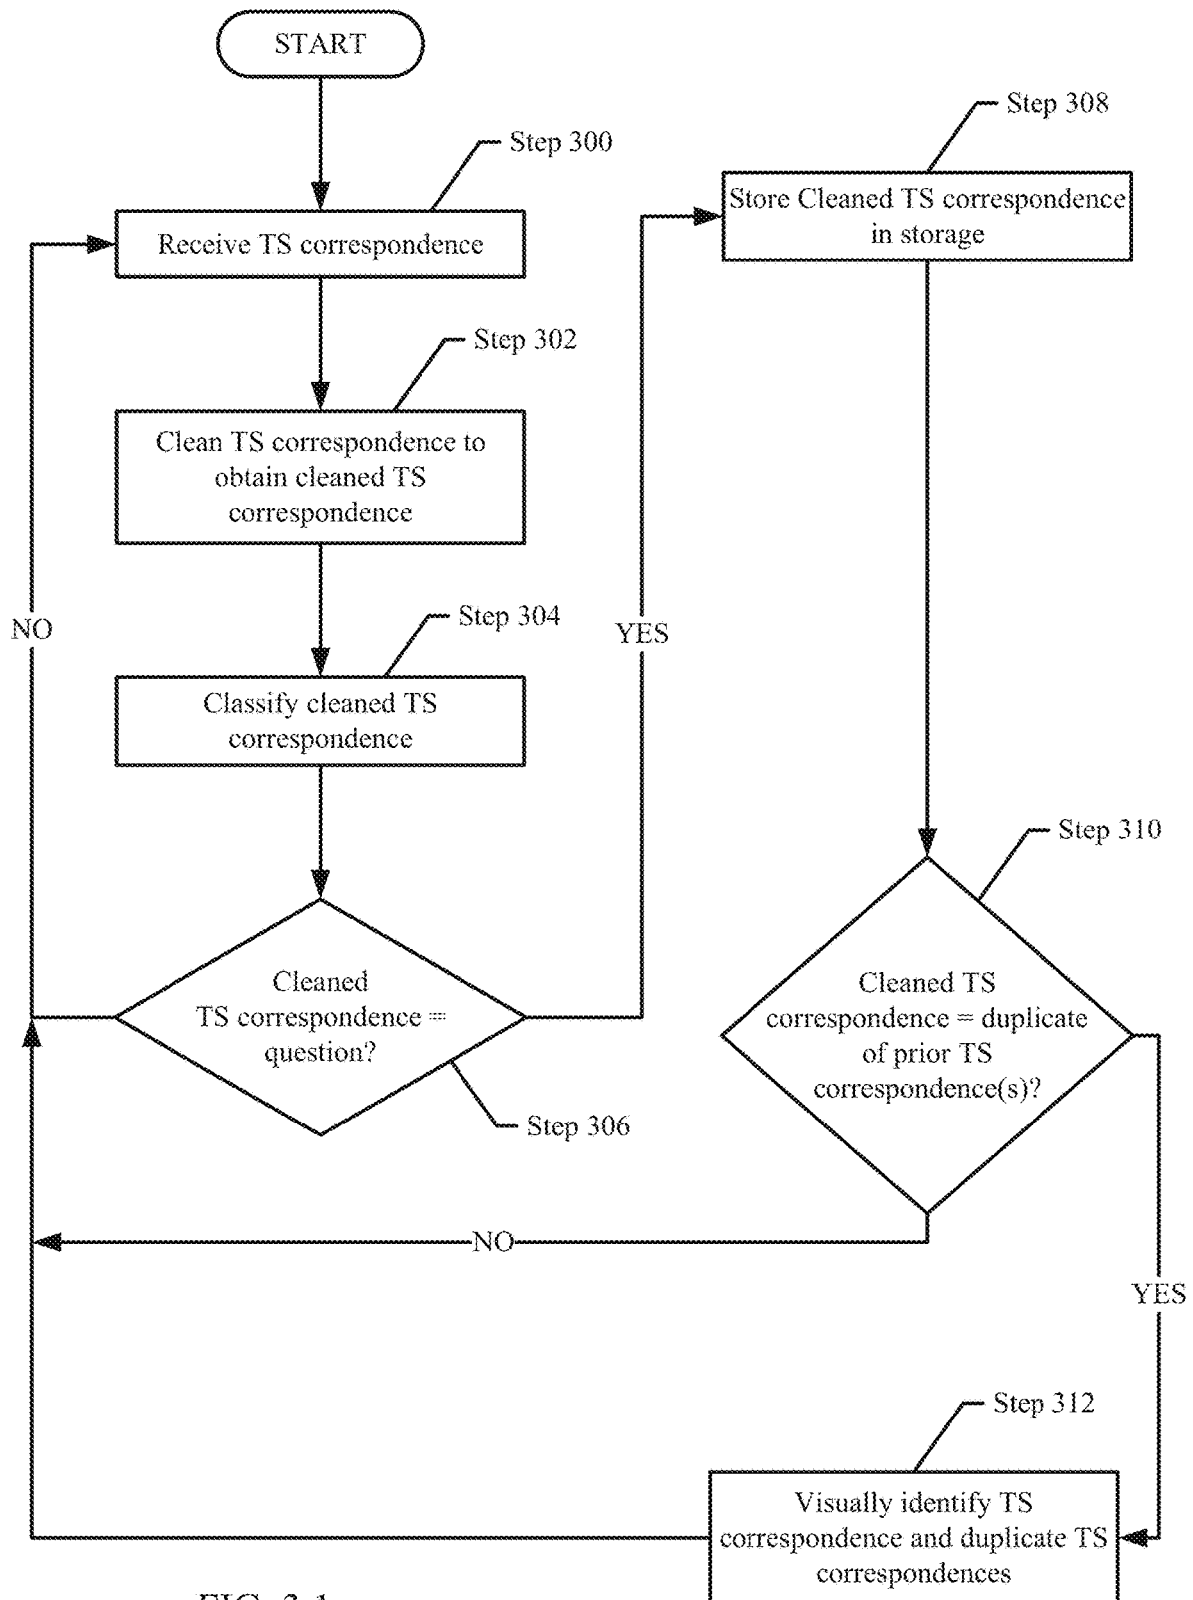 START
Step 300
Receive TS correspondence
Step 302
Clean TS correspondence to
obtain cleaned TS
correspondence
Step 304
Classify cleaned TS
correspondence
NO
YES
Cleaned
TS correspondence =
question?
Step 306
Step 308
Store Cleaned TS correspondence
in storage
Step 310
Cleaned TS
correspondence = duplicate
of prior TS
correspondence(s)?
NO
YES
Step 312
Visually identify TS
correspondence and duplicate TS
correspondences